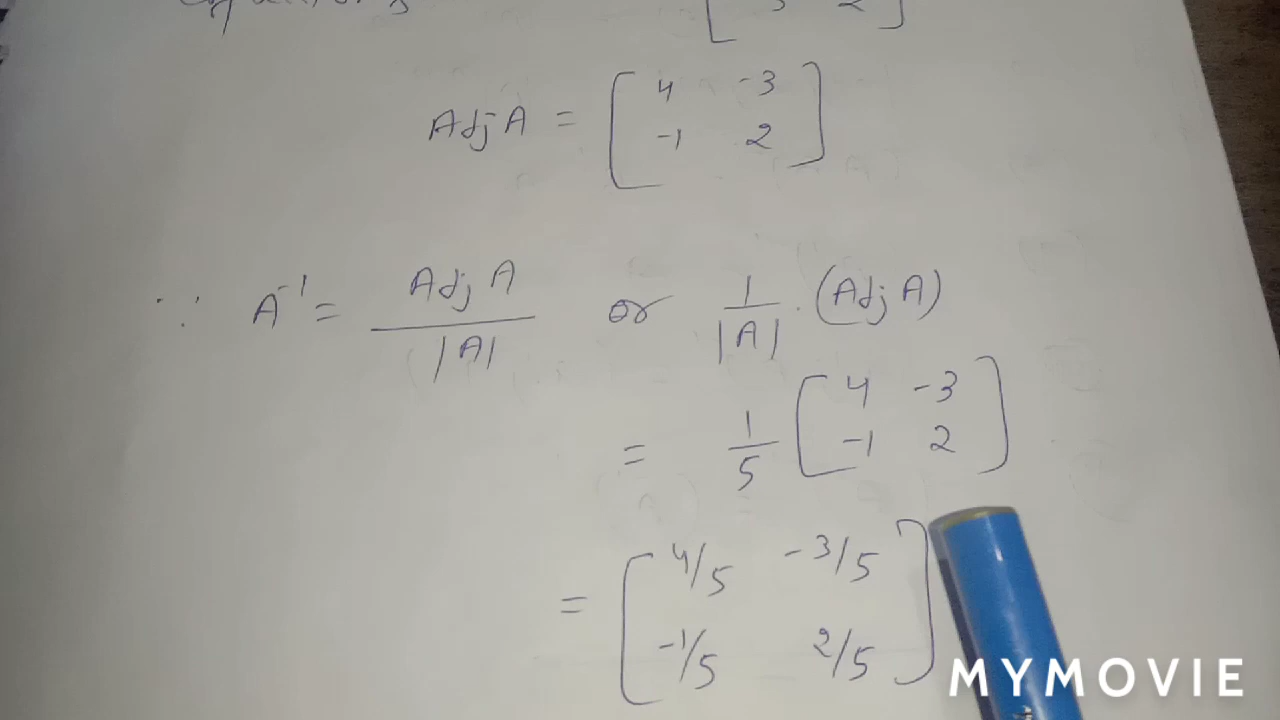 Adj A = [ 4 -3
-1 2 ]
∵ A⁻¹ = Adj A / |A| or 1/|A| . (Adj A)
= 1/5 [ 4 -3
-1 2 ]
= [ 4/5 -3/5
-1/5 2/5 ]
MYMOVIE